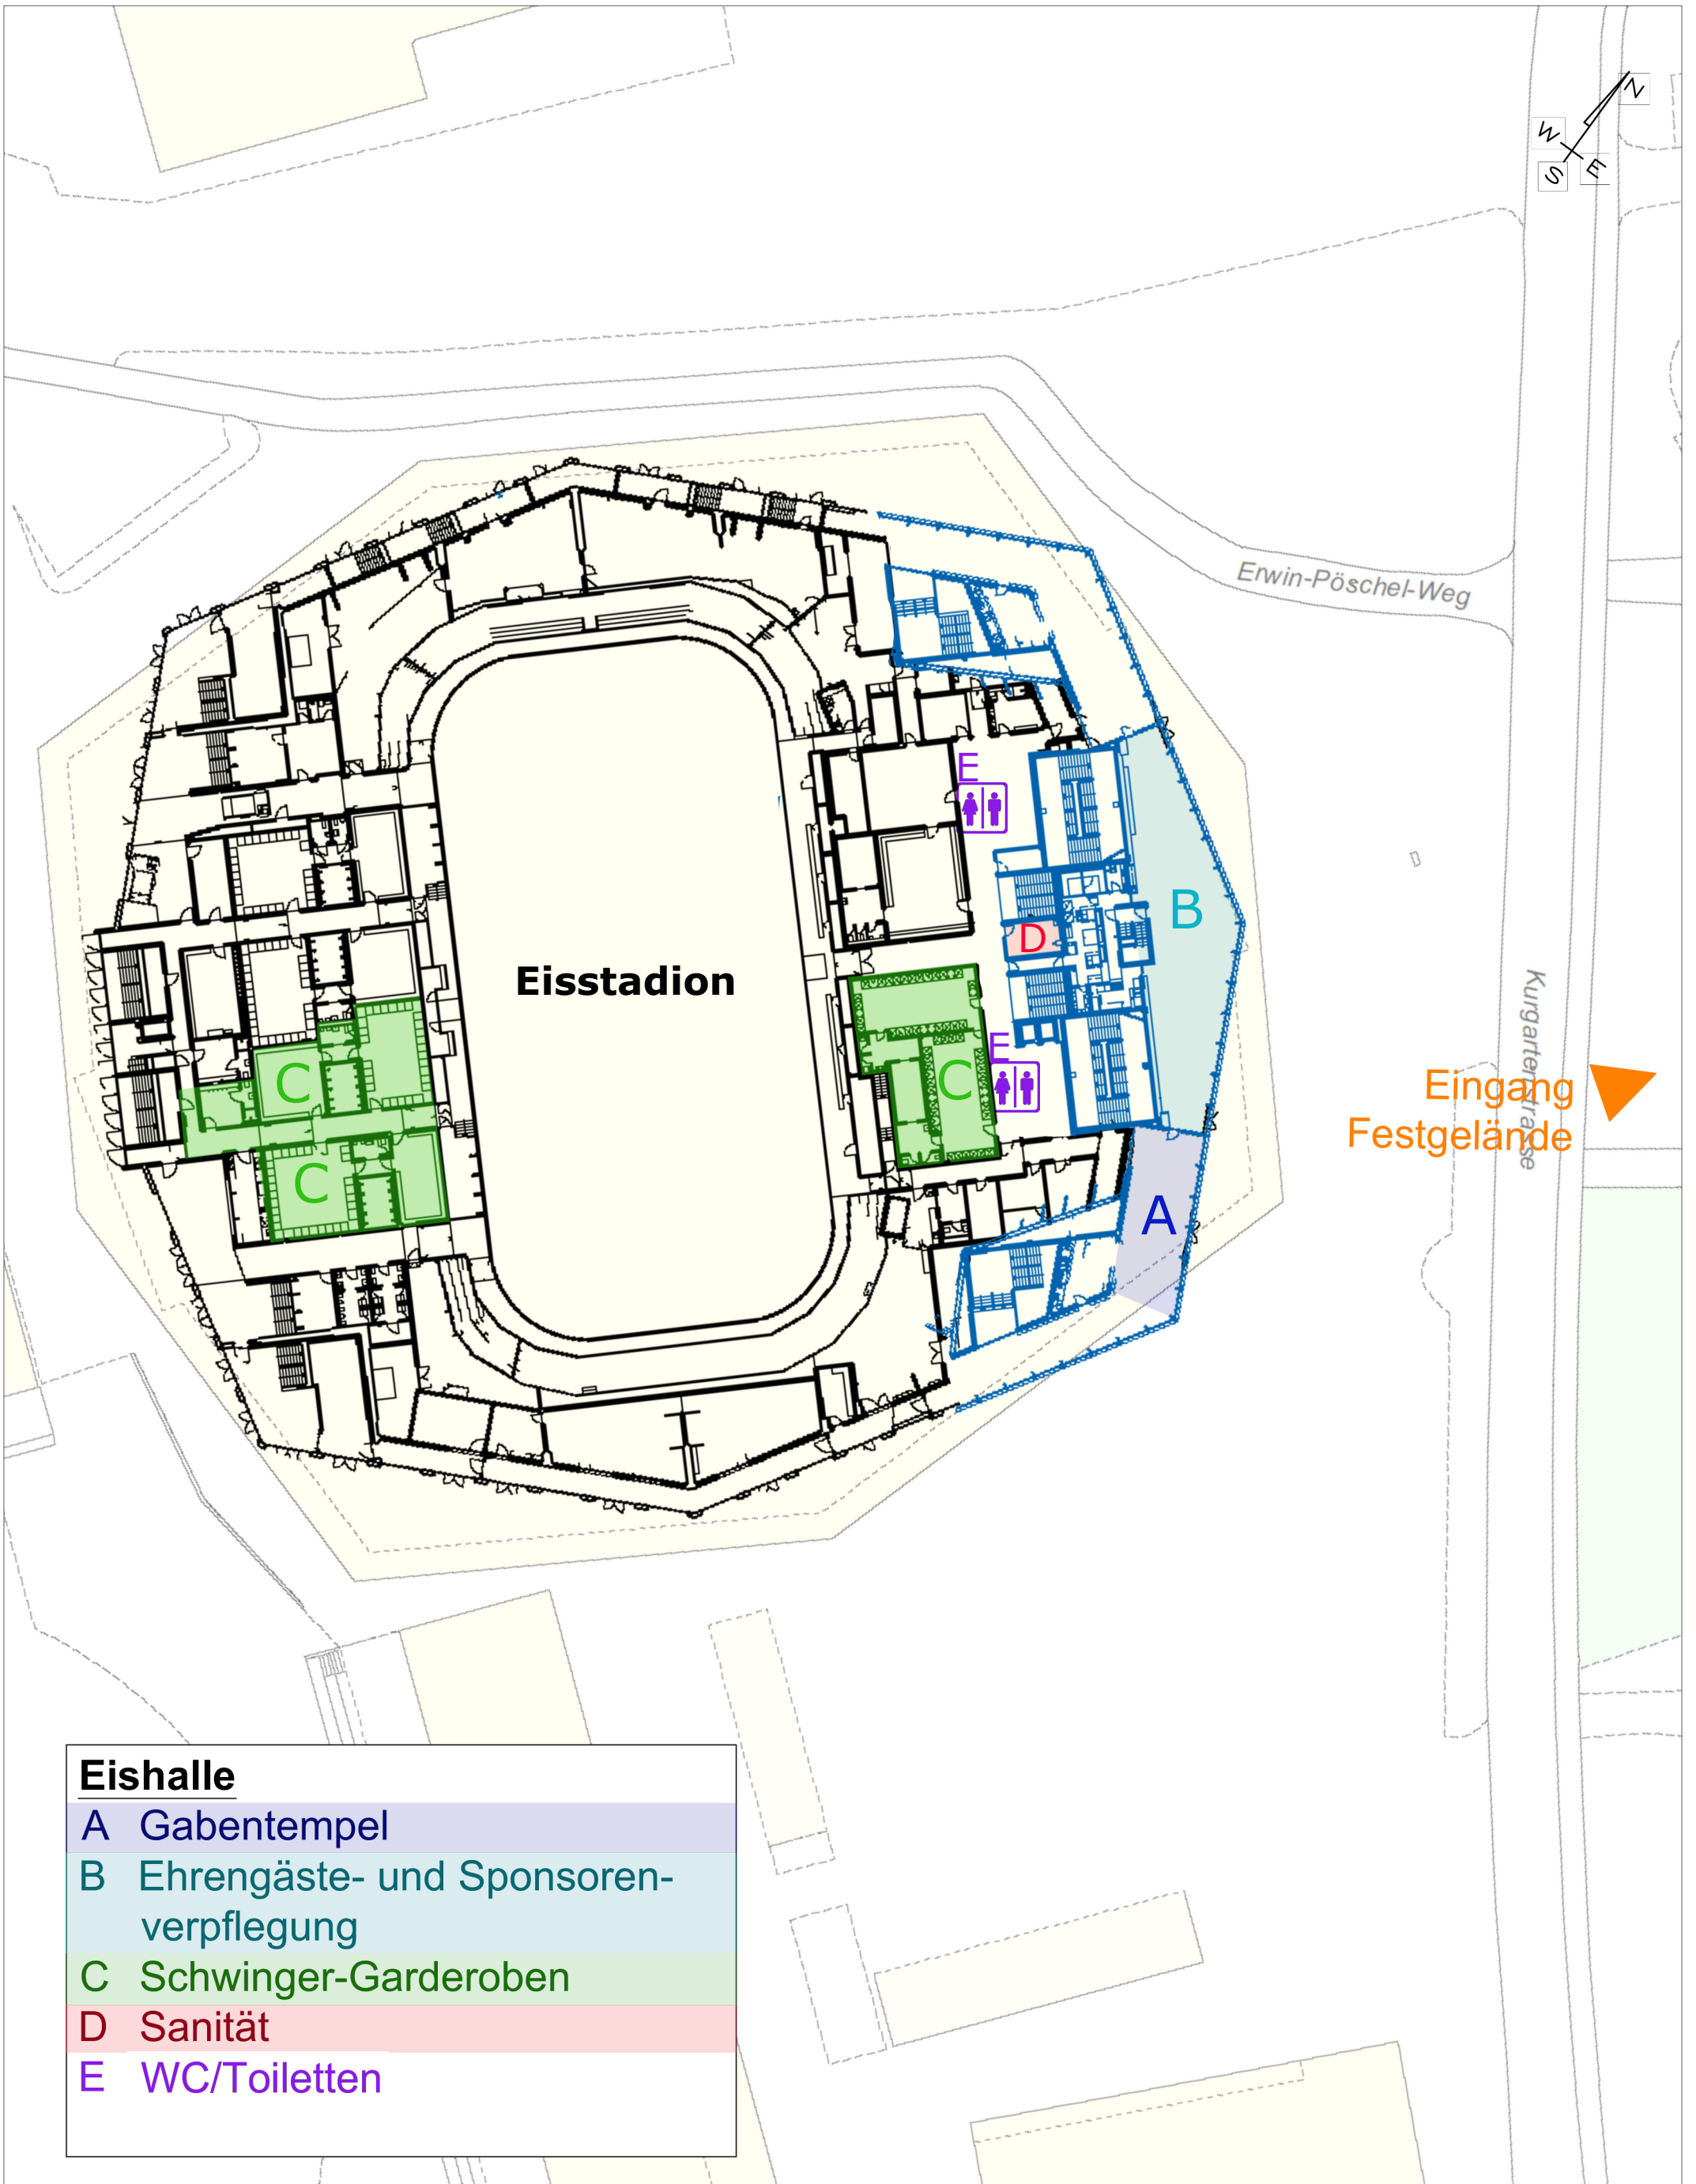 N
W
E
S
Erwin-Pöschel-Weg
E
B
D
Eisstadion
Kurgartenstrasse
E
C
C
C
A
Eingang
Festgelände
Eishalle
A Gabentempel
B Ehrengäste- und Sponsoren-
verpflegung
C Schwinger-Garderoben
D Sanität
E WC/Toiletten